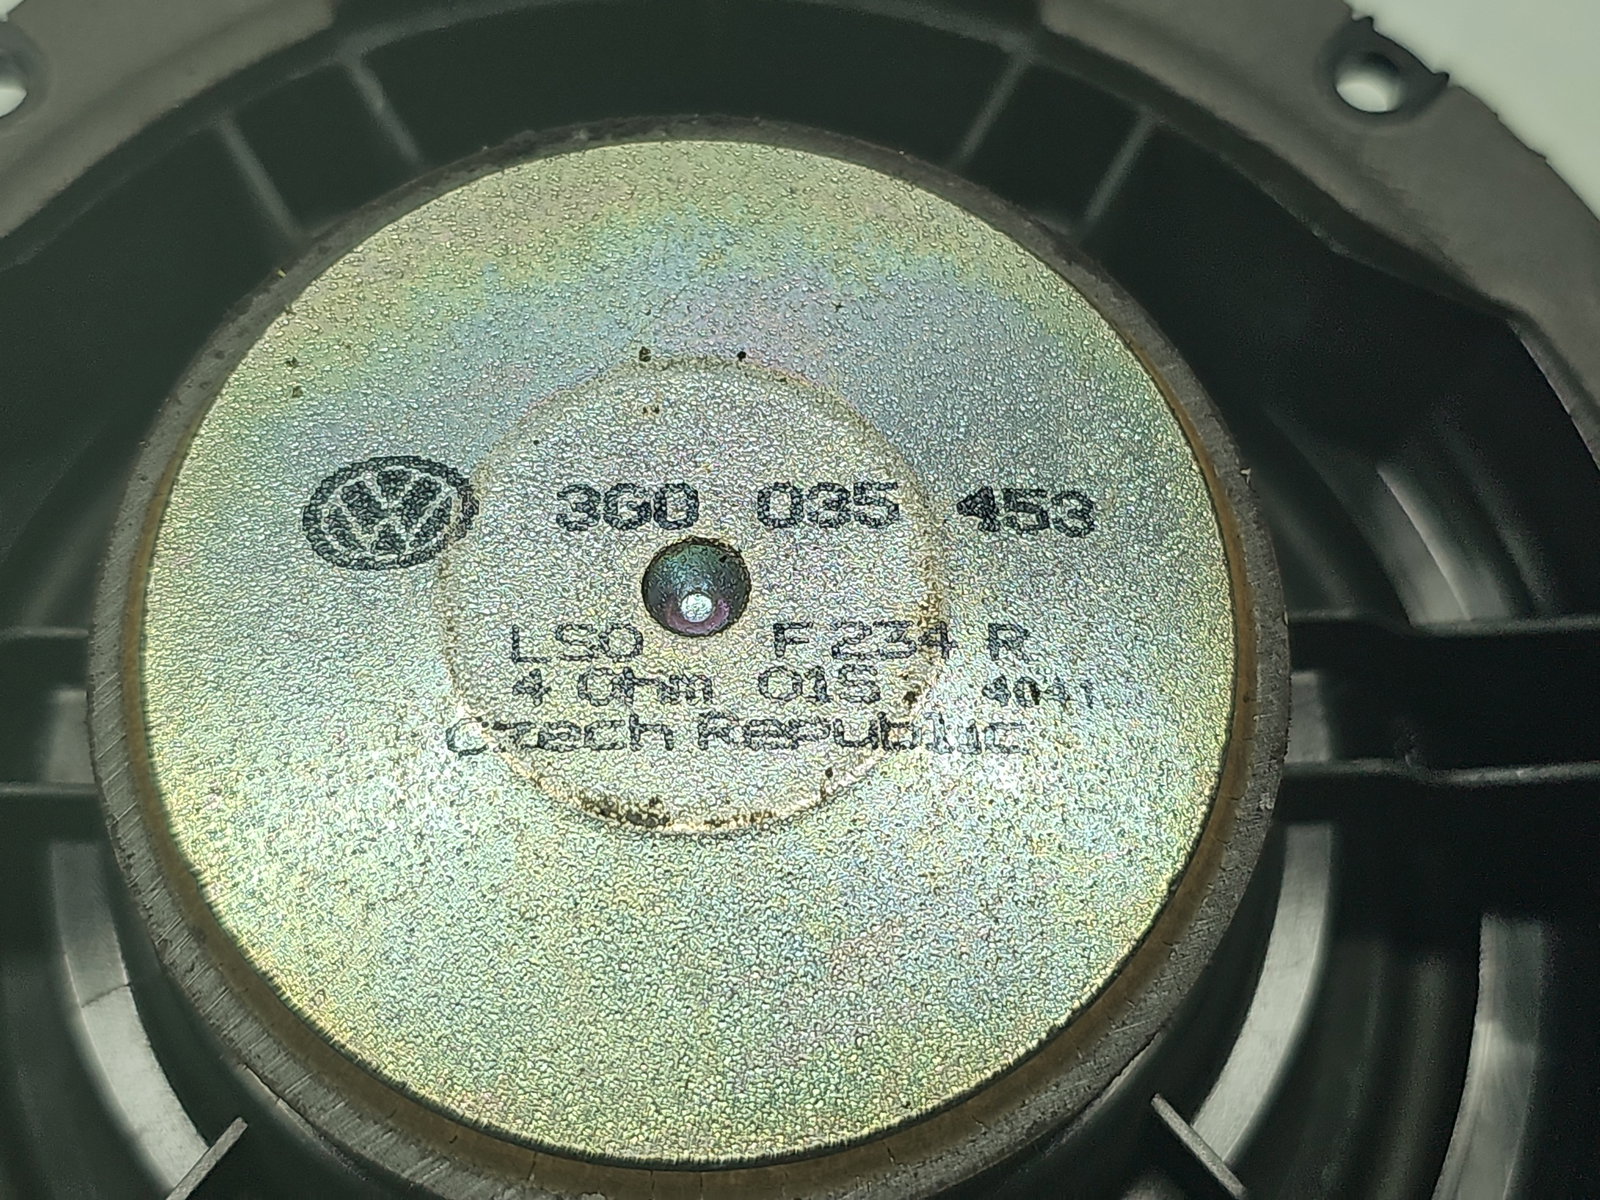 3G0 035 453
LSO F 234 R
4 Ohm 01S 4041
Czech Republic